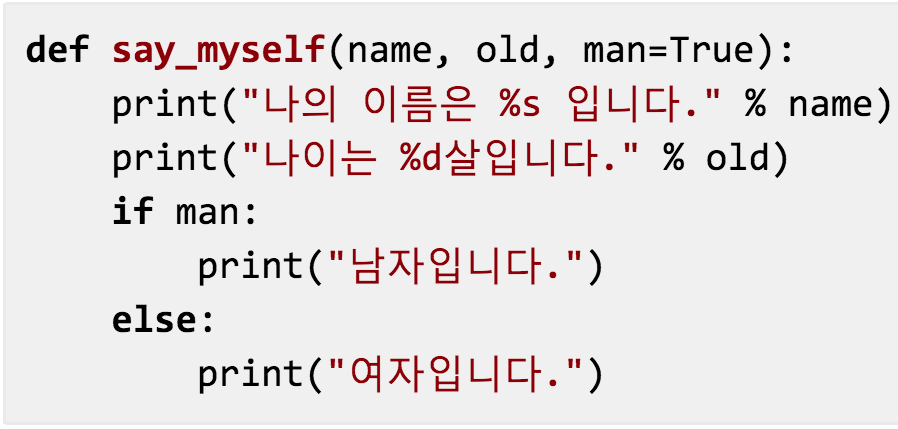 def say_myself(name, old, man=True):
    print("나의 이름은 %s 입니다." % name)
    print("나이는 %d살입니다." % old)
    if man:
        print("남자입니다.")
    else:
        print("여자입니다.")